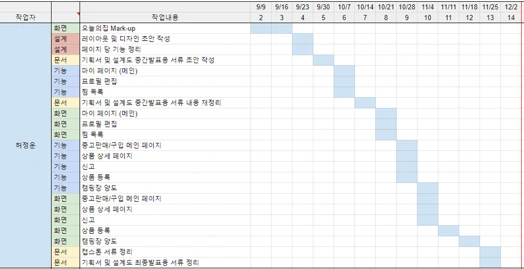 작업자 작업내용 9/9 9/16 9/23 9/30 10/7 10/14 10/21 10/28 11/4 11/11 11/18 11/25 12/2
2 3 4 5 6 7 8 9 10 11 12 13 14
허정운
화면 오늘의집 Mark-up
설계 레이아웃 및 디자인 초안 작성
설계 페이지 당 기능 정리
문서 기획서 및 설계도 중간발표용 서류 초안 작성
기능 마이 페이지 (메인)
기능 프로필 편집
기능 찜 목록
문서 기획서 및 설계도 중간발표용 서류 내용 재정리
화면 마이 페이지 (메인)
화면 프로필 편집
화면 찜 목록
기능 중고판매/구입 메인 페이지
기능 상품 상세 페이지
기능 신고
기능 상품 등록
기능 캠핑장 양도
화면 중고판매/구입 메인 페이지
화면 상품 상세 페이지
화면 신고
화면 상품 등록
화면 캠핑장 양도
문서 캡스톤 서류 정리
문서 기획서 및 설계도 최종발표용 서류 정리